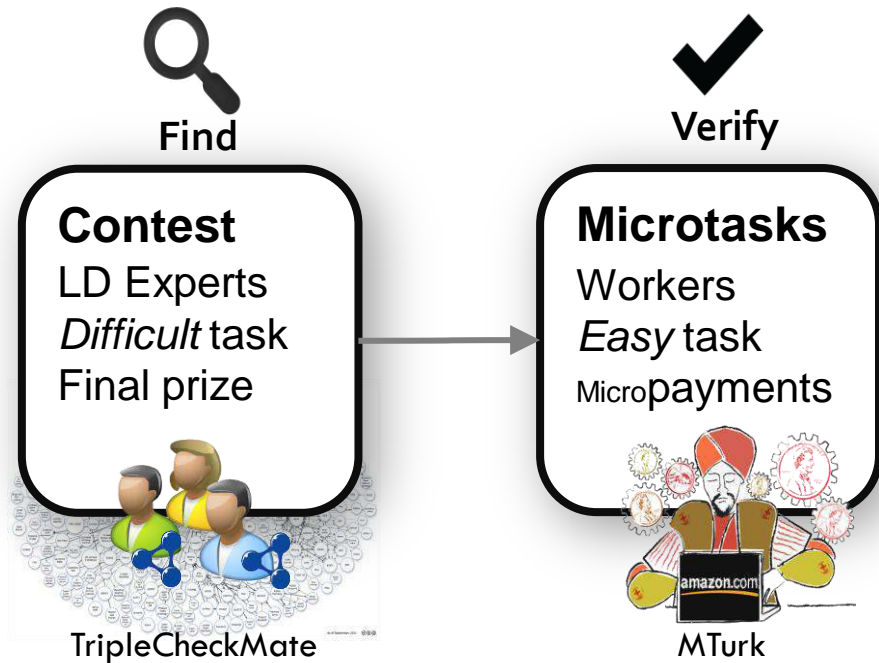 Find
Verify
Contest
LD Experts
Difficult task
Final prize
Microtasks
Workers
Easy task
Micropayments
amazon.com
TripleCheckMate
MTurk